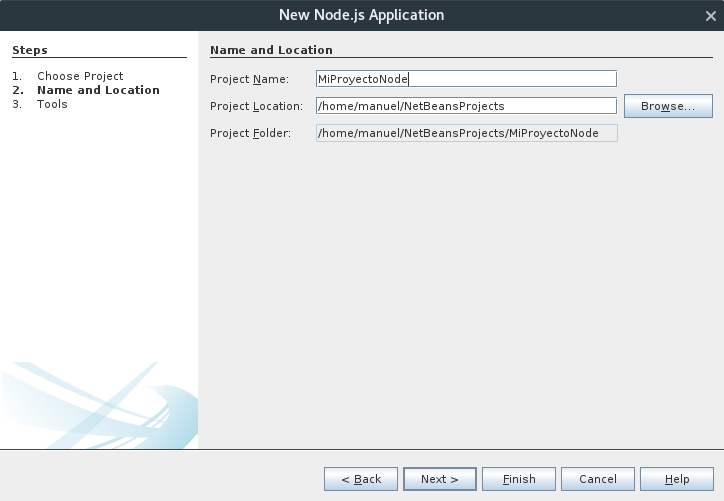 New Node.js Application
Steps
1. Choose Project
2. Name and Location
3. Tools
Name and Location
Project Name: MiProyectoNode
Project Location: /home/manuel/NetBeansProjects Browse...
Project Folder: /home/manuel/NetBeansProjects/MiProyectoNode
< Back Next > Finish Cancel Help